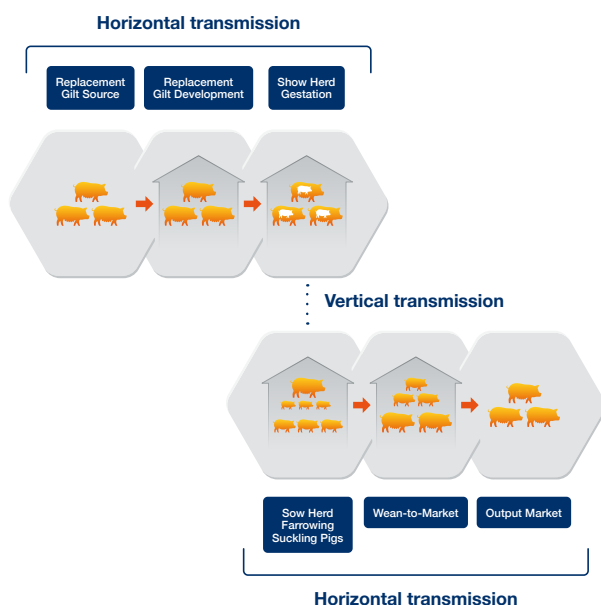 Horizontal transmission
Replacement
Gilt Source
Replacement
Gilt Development
Show Herd
Gestation
Vertical transmission
Sow Herd
Farrowing
Suckling Pigs
Wean-to-Market
Output Market
Horizontal transmission